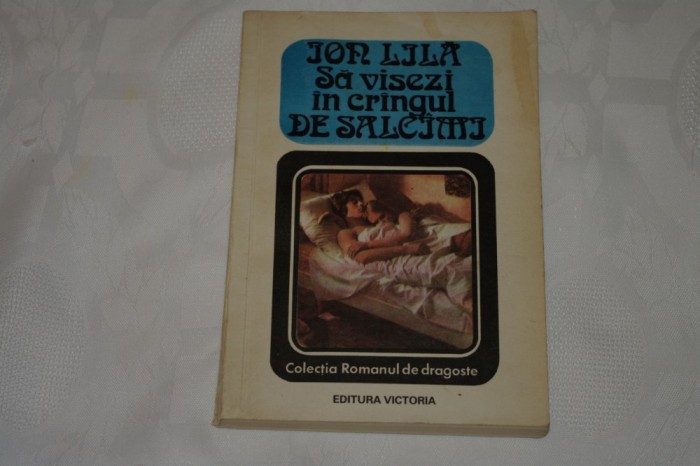 ION LILA
Să visezi
în crîngul
DE SALCÎMI
Colecția Romanul de dragoste
EDITURA VICTORIA